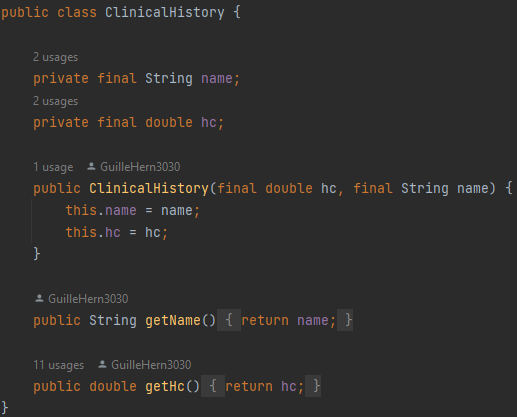 public class ClinicalHistory {
2 usages
private final String name;
2 usages
private final double hc;
1 usage GuilleHern3030
public ClinicalHistory(final double hc, final String name) {
this.name = name;
this.hc = hc;
}
GuilleHern3030
public String getName() { return name; }
11 usages GuilleHern3030
public double getHc() { return hc; }
}